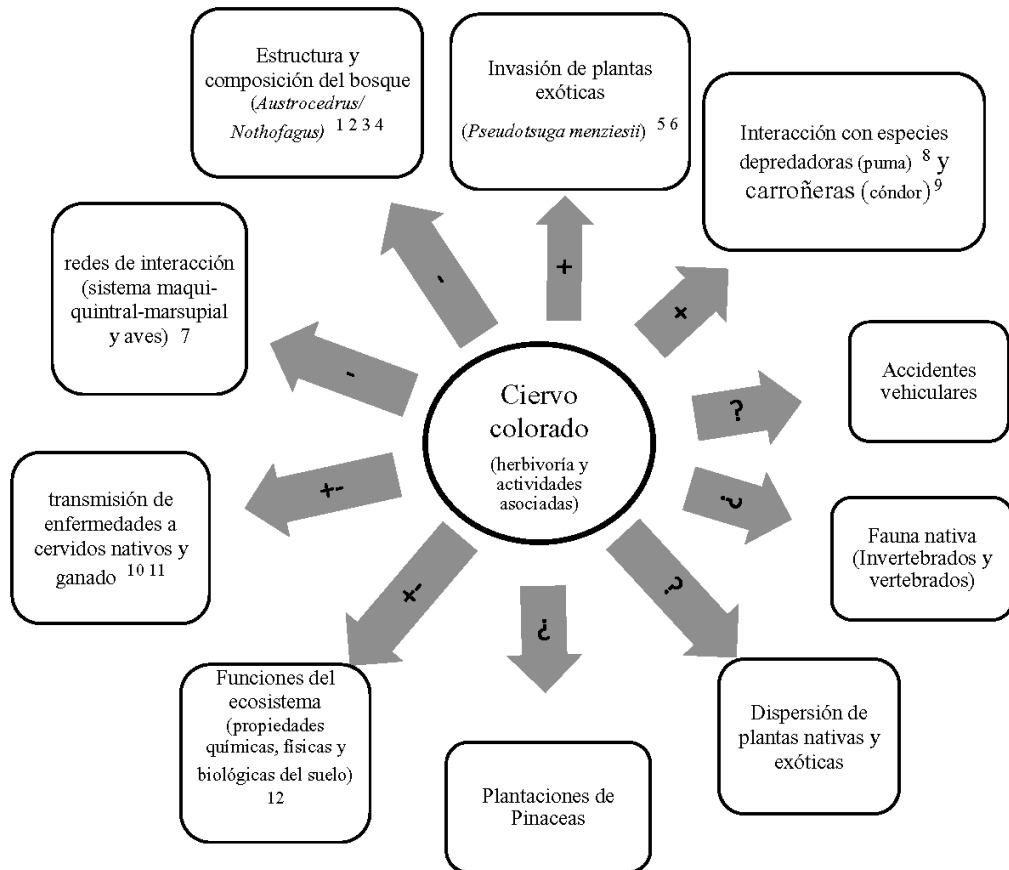 Estructura y
composición del bosque
(Austrocedrus/
Nothofagus) 1 2 3 4
Invasión de plantas
exóticas
(Pseudotsuga menziesii) 5 6
Interacción con especies
depredadoras (puma) 8 y
carroñeras (cóndor) 9
redes de interacción
(sistema maqui-
quintral-marsupial
y aves) 7
-
+
+
-
Ciervo
colorado
(herbivoría y
actividades
asociadas)
?
Accidentes
vehiculares
transmisión de
enfermedades a
cervidos nativos y
ganado 10 11
+-
?
Fauna nativa
(Invertebrados y
vertebrados)
+-
¿
?
Funciones del
ecosistema
(propiedades
químicas, físicas y
biológicas del suelo)
12
Plantaciones de
Pinaceas
Dispersión de
plantas nativas y
exóticas